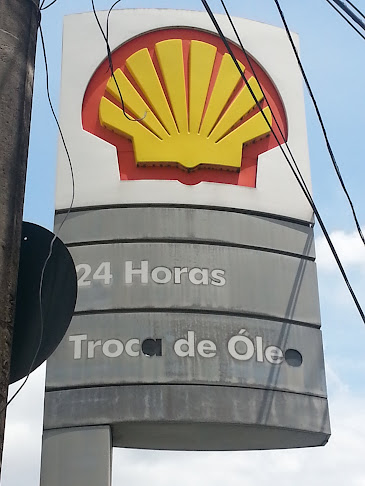 24 Horas
Troca de Óleo